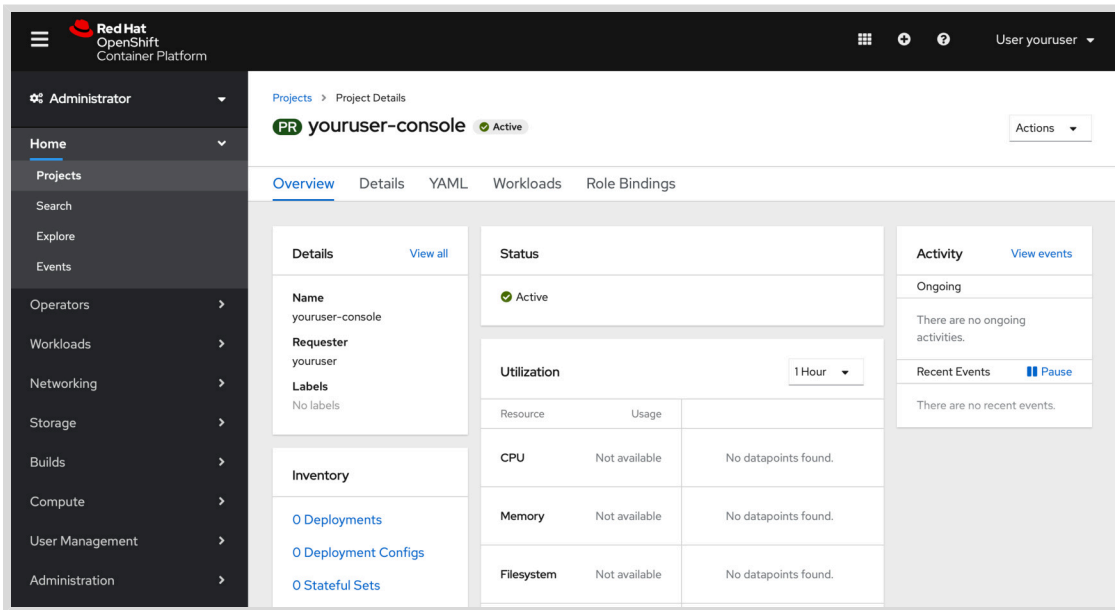 Red Hat
OpenShift
Container Platform
User youruser
Administrator
Home
Projects
Search
Explore
Events
Operators
Workloads
Networking
Storage
Builds
Compute
User Management
Administration
Projects > Project Details
PR youruser-console Active
Actions
Overview Details YAML Workloads Role Bindings
Details View all
Name
youruser-console
Requester
youruser
Labels
No labels
Inventory
0 Deployments
0 Deployment Configs
0 Stateful Sets
Status
Active
Utilization 1 Hour
Resource Usage
CPU Not available No datapoints found.
Memory Not available No datapoints found.
Filesystem Not available No datapoints found.
Activity View events
Ongoing
There are no ongoing
activities.
Recent Events Pause
There are no recent events.